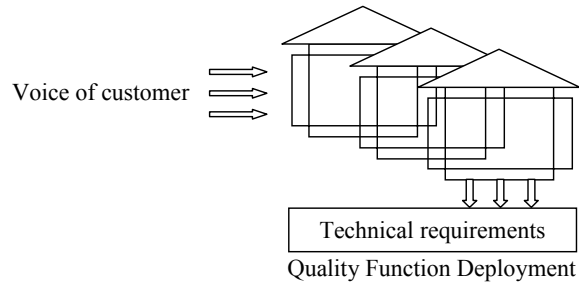 Voice of customer
Technical requirements
Quality Function Deployment